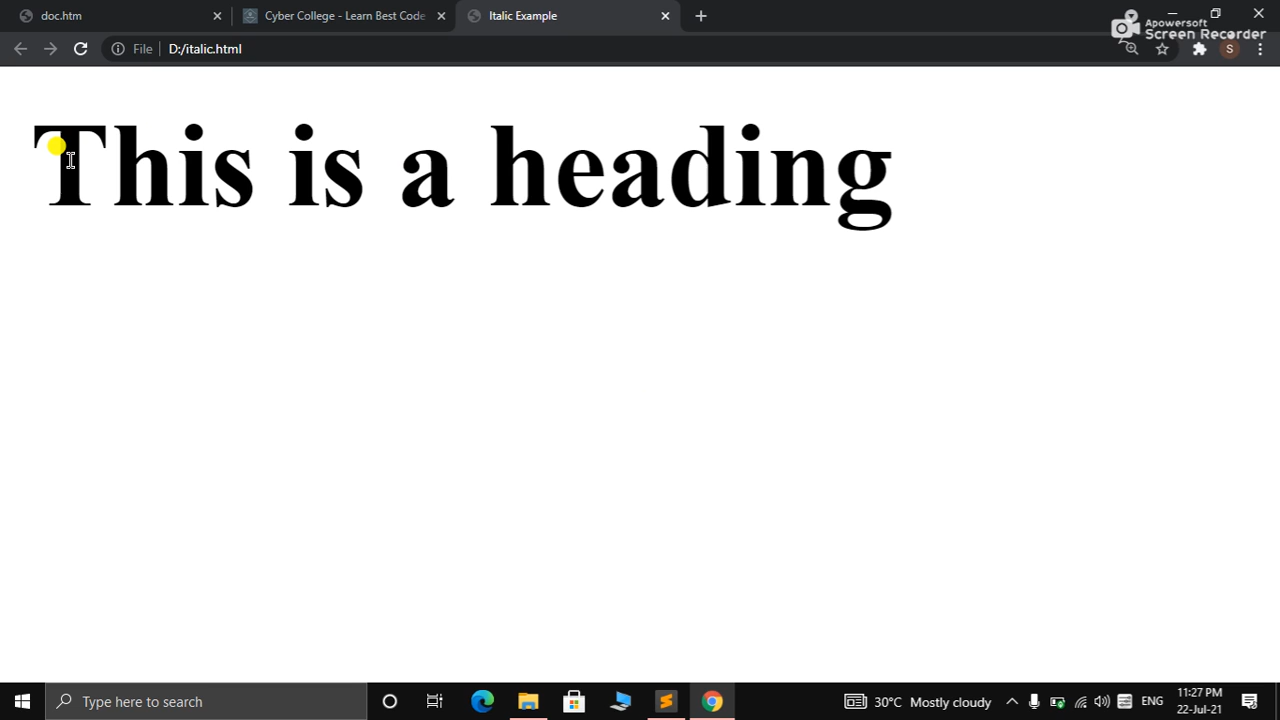 doc.htm
Cyber College - Learn Best Code
Italic Example
Apowersoft
Screen Recorder
File
D:/italic.html
S
This is a heading
Type here to search
30°C Mostly cloudy
ENG
11:27 PM
22-Jul-21